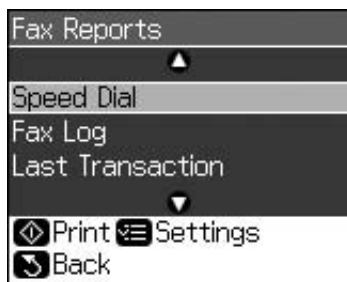 Fax Reports
Speed Dial
Fax Log
Last Transaction
Print Settings
Back